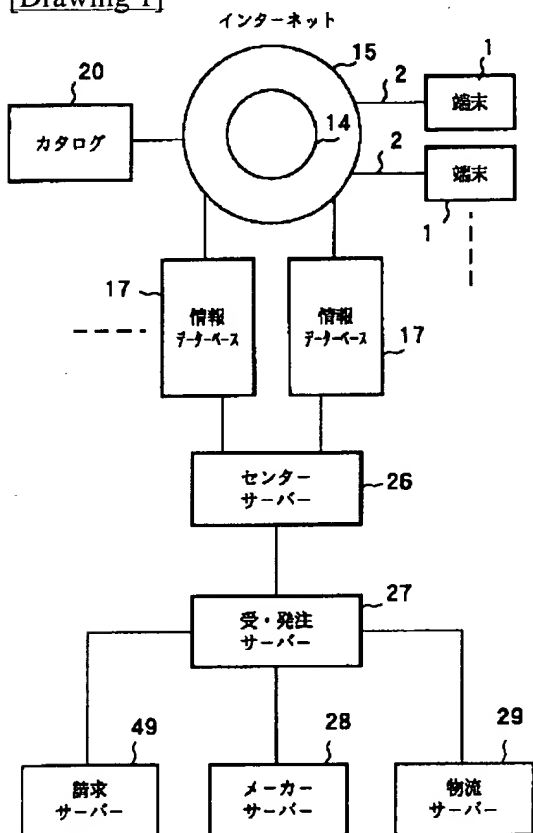 [Drawing 1]
インターネット
15
1
20
2
端末
カタログ
14
2
端末
1
17
情報
データーベース
情報
データーベース
17
センター
サーバー
26
27
受・発注
サーバー
49
28
29
請求
サーバー
メーカー
サーバー
物流
サーバー